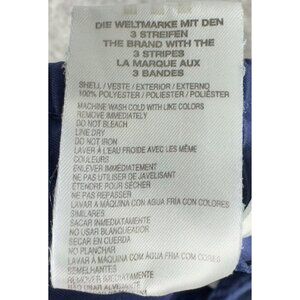 DIE WELTMARKE MIT DEN
3 STREIFEN
THE BRAND WITH THE
3 STRIPES
LA MARQUE AUX
3 BANDES
SHELL / VESTE / EXTERIOR / EXTERNO
100% POLYESTER / POLIESTER / POLIÉSTER
MACHINE WASH COLD WITH LIKE COLORS
REMOVE IMMEDIATELY
DO NOT BLEACH
LINE DRY
DO NOT IRON
LAVER À L'EAU FROIDE AVEC LES MÊME
COULEURS
ENLEVER IMMÉDIATEMENT
NE PAS UTILISER DE JAVELISANT
ÉTENDRE POUR SÉCHER
NE PAS REPASSER
LAVAR A MÁQUINA CON AGUA FRÍA CON COLORES
SIMILARES
SACAR INMEDIATAMENTE
NO USAR BLANQUEADOR
SECAR EN CUERDA
NO PLANCHAR
LAVAR A MÁQUINA COM AGUA FRIA COM CORES
SEMELHANTES
REMOVER IMEDIATAMENTE